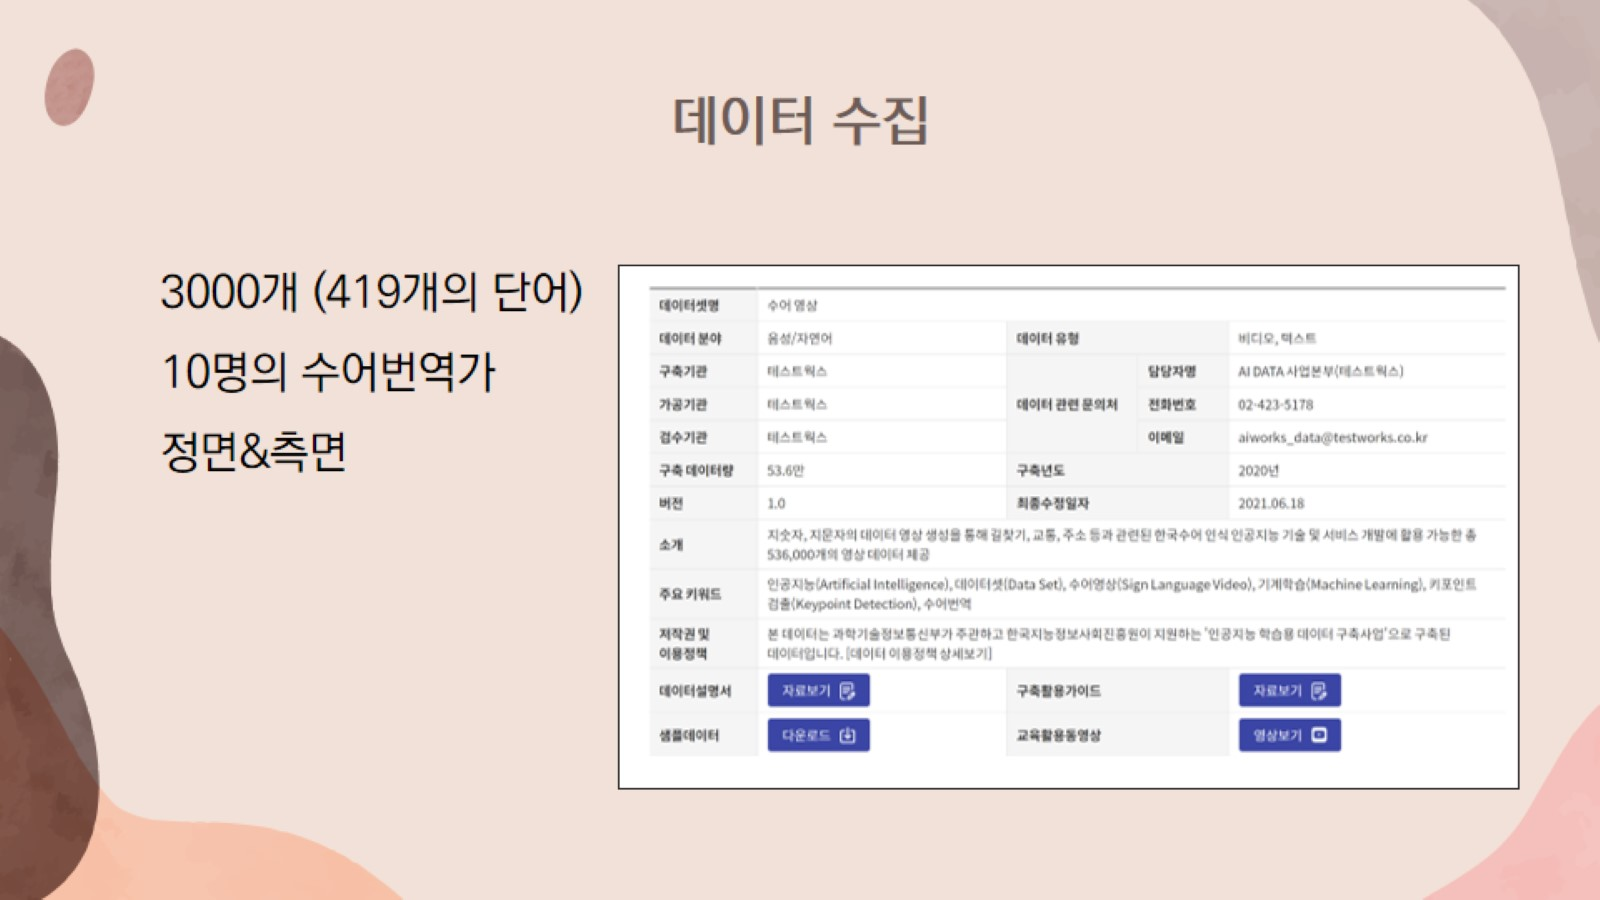 데이터 수집
3000개 (419개의 단어)
10명의 수어번역가
정면&측면
데이터셋명 수어 영상
데이터 분야 음성/자연어 데이터 유형 비디오, 텍스트
구축기관 테스트웍스 담당자명 AI DATA 사업본부(테스트웍스)
가공기관 테스트웍스 데이터 관련 문의처 전화번호 02-423-5178
검수기관 테스트웍스 이메일 aiworks_data@testworks.co.kr
구축 데이터량 53.6만 구축년도 2020년
버전 1.0 최종수정일자 2021.06.18
소개 지숫자, 지문자의 데이터 영상 생성을 통해 길찾기, 교통, 주소 등과 관련된 한국수어 인식 인공지능 기술 및 서비스 개발에 활용 가능한 총
536,000개의 영상 데이터 제공
주요 키워드 인공지능(Artificial Intelligence), 데이터셋(Data Set), 수어영상(Sign Language Video), 기계학습(Machine Learning), 키포인트
검출(Keypoint Detection), 수어번역
저작권 및 이용정책 본 데이터는 과학기술정보통신부가 주관하고 한국지능정보사회진흥원이 지원하는 '인공지능 학습용 데이터 구축사업'으로 구축된
데이터입니다. [데이터 이용정책 상세보기]
데이터설명서 자료보기 구축활용가이드 자료보기
샘플데이터 다운로드 교육활용동영상 영상보기